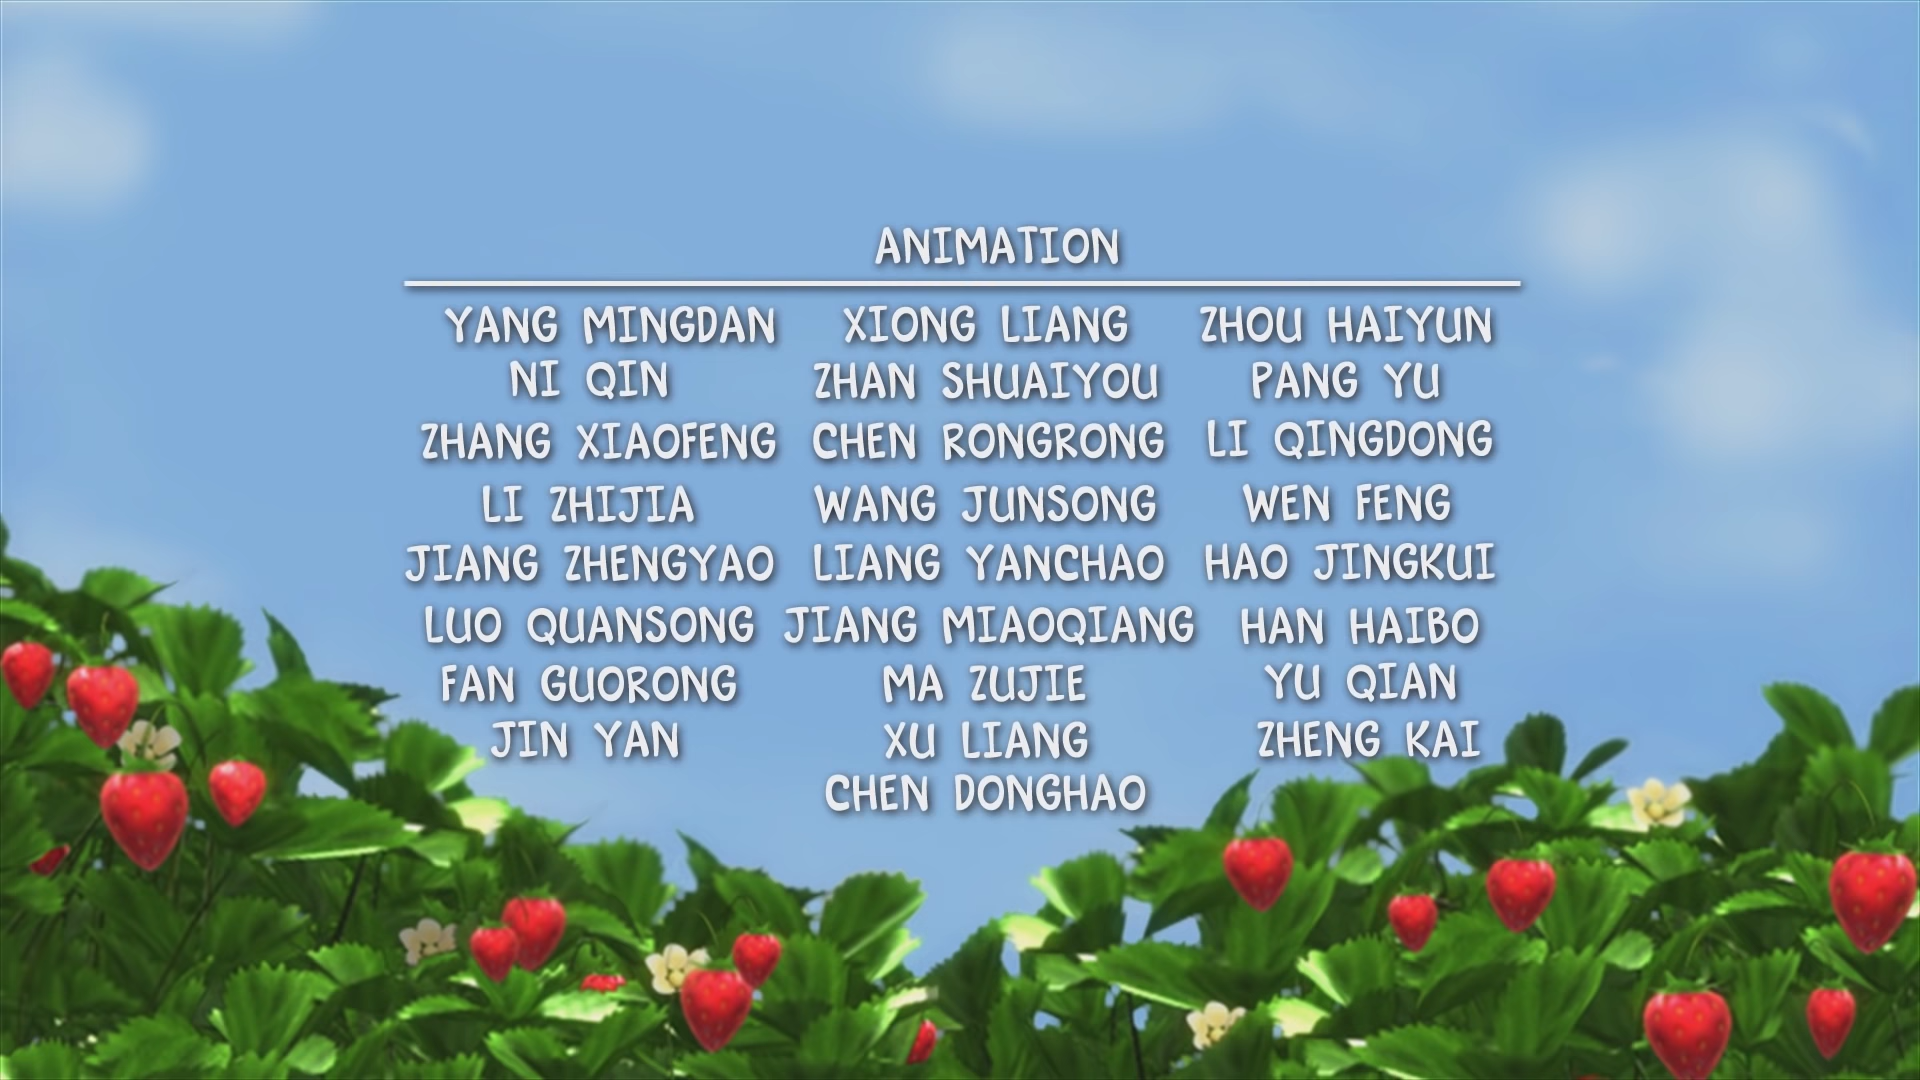 ANIMATION
YANG MINGDAN XIONG LIANG ZHOU HAIYUN
NI QIN ZHAN SHUAIYOU PANG YU
ZHANG XIAOFENG CHEN RONGRONG LI QINGDONG
LI ZHIJIA WANG JUNSONG WEN FENG
JIANG ZHENGYAO LIANG YANCHAO HAO JINGKUI
LUO QUANSONG JIANG MIAOQIANG HAN HAIBO
FAN GUORONG MA ZUJIE YU QIAN
JIN YAN XU LIANG ZHENG KAI
CHEN DONGHAO